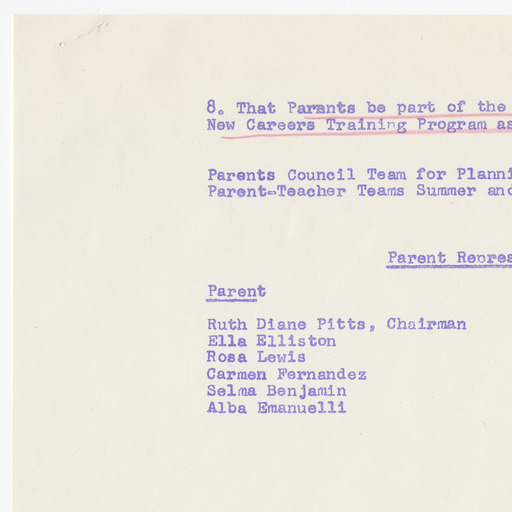 8. That Parents be part of the
New Careers Training Program as
Parents Council Team for Planni
Parent-Teacher Teams Summer and
Parent Repres
Parent
Ruth Diane Pitts, Chairman
Ella Elliston
Rosa Lewis
Carmen Fernandez
Selma Benjamin
Alba Emanuelli